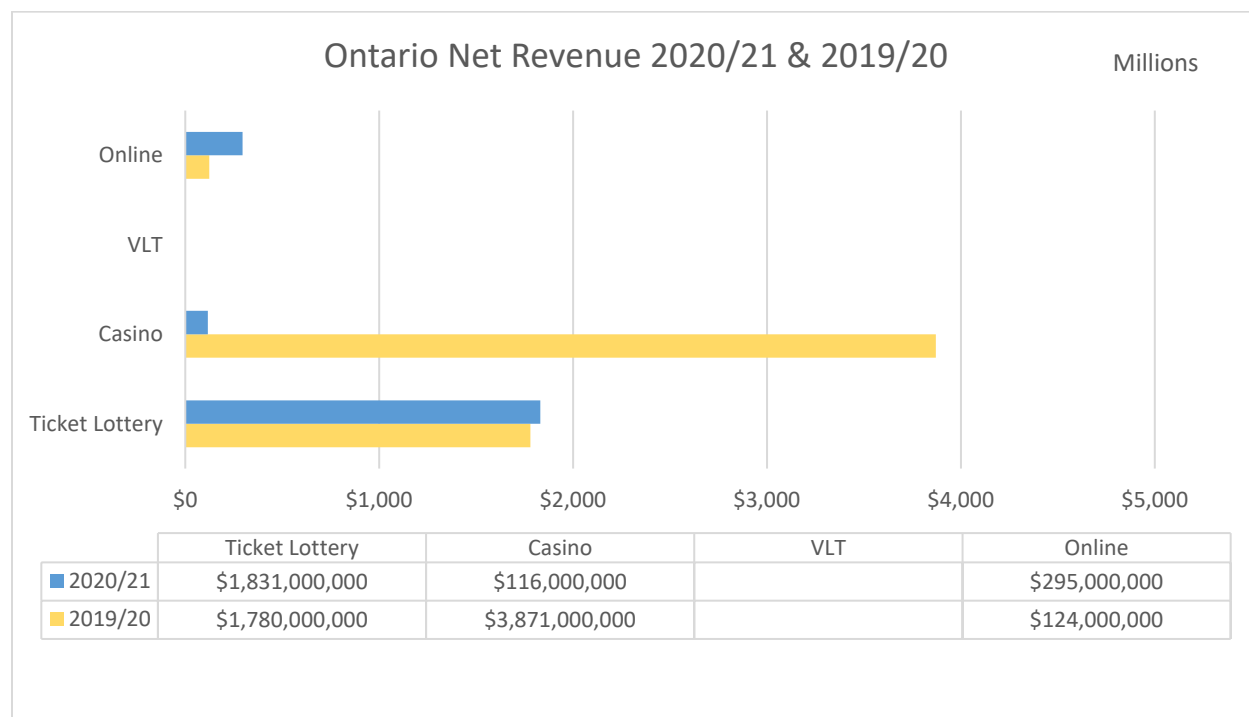 Ontario Net Revenue 2020/21 & 2019/20
Millions
Online
VLT
Casino
Ticket Lottery
$0 $1,000 $2,000 $3,000 $4,000 $5,000
Ticket Lottery Casino VLT Online
2020/21 $1,831,000,000 $116,000,000 $295,000,000
2019/20 $1,780,000,000 $3,871,000,000 $124,000,000